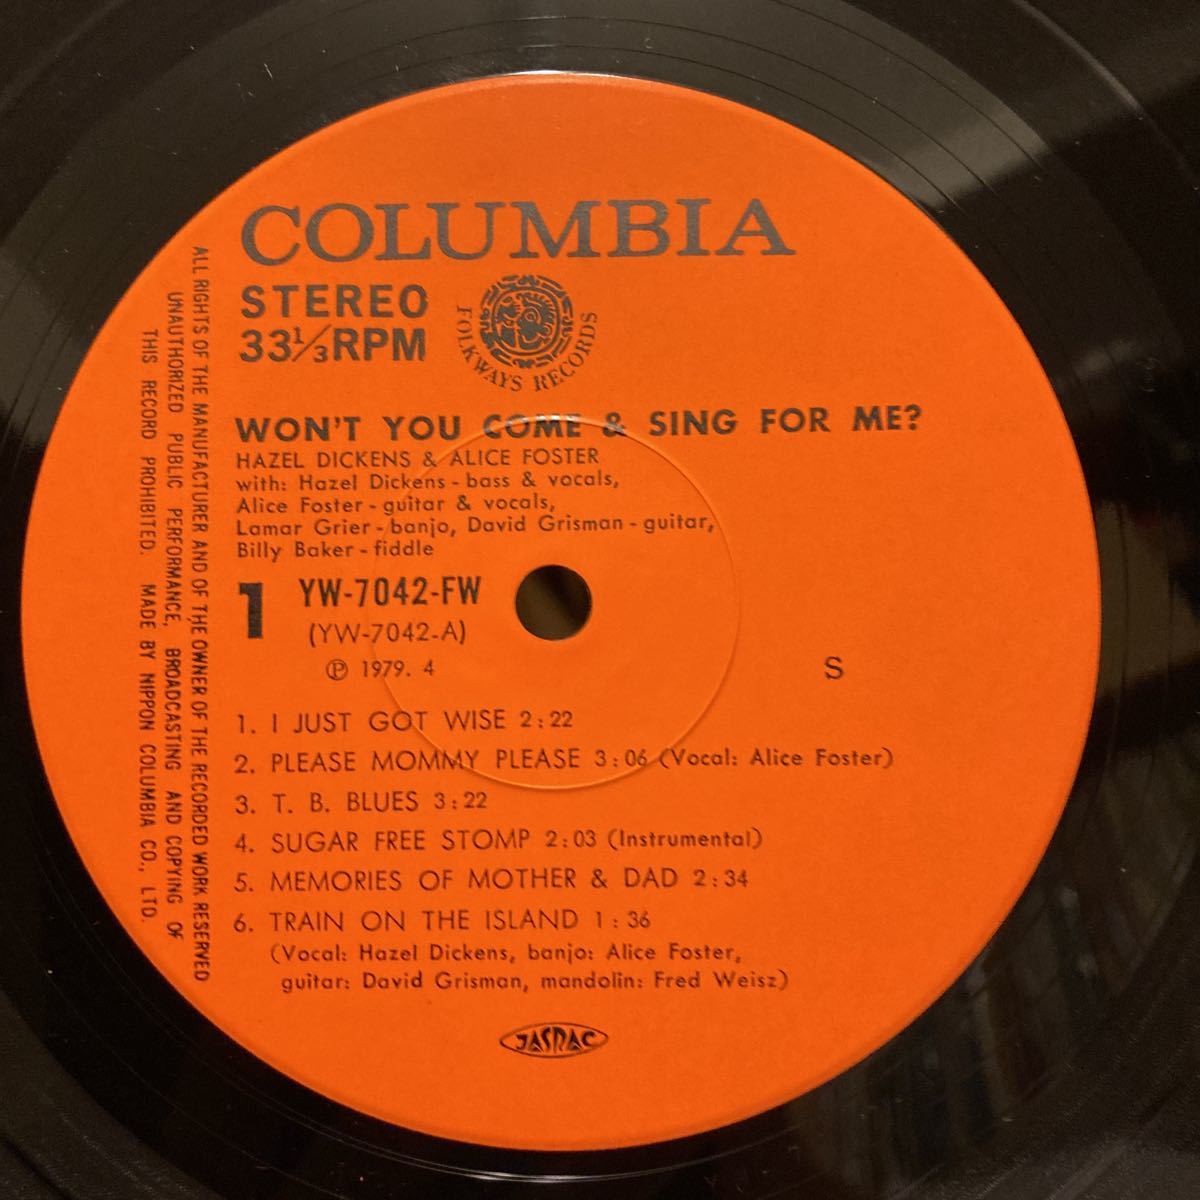 COLUMBIA
STEREO
33⅓RPM
FOLKWAYS RECORDS
WON'T YOU COME & SING FOR ME?
HAZEL DICKENS & ALICE FOSTER
with: Hazel Dickens - bass & vocals,
Alice Foster - guitar & vocals,
Lamar Grier - banjo, David Grisman - guitar,
Billy Baker - fiddle
1 YW-7042-FW
(YW-7042-A)
℗ 1979. 4
S
1. I JUST GOT WISE 2:22
2. PLEASE MOMMY PLEASE 3:06 (Vocal: Alice Foster)
3. T. B. BLUES 3:22
4. SUGAR FREE STOMP 2:03 (Instrumental)
5. MEMORIES OF MOTHER & DAD 2:34
6. TRAIN ON THE ISLAND 1:36
(Vocal: Hazel Dickens, banjo: Alice Foster,
guitar: David Grisman, mandolin: Fred Weisz)
JASRAC
ALL RIGHTS OF THE MANUFACTURER AND OF THE OWNER OF THE RECORDED WORK RESERVED
UNAUTHORIZED PUBLIC PERFORMANCE, BROADCASTING AND COPYING OF
THIS RECORD PROHIBITED. MADE BY NIPPON COLUMBIA CO., LTD.